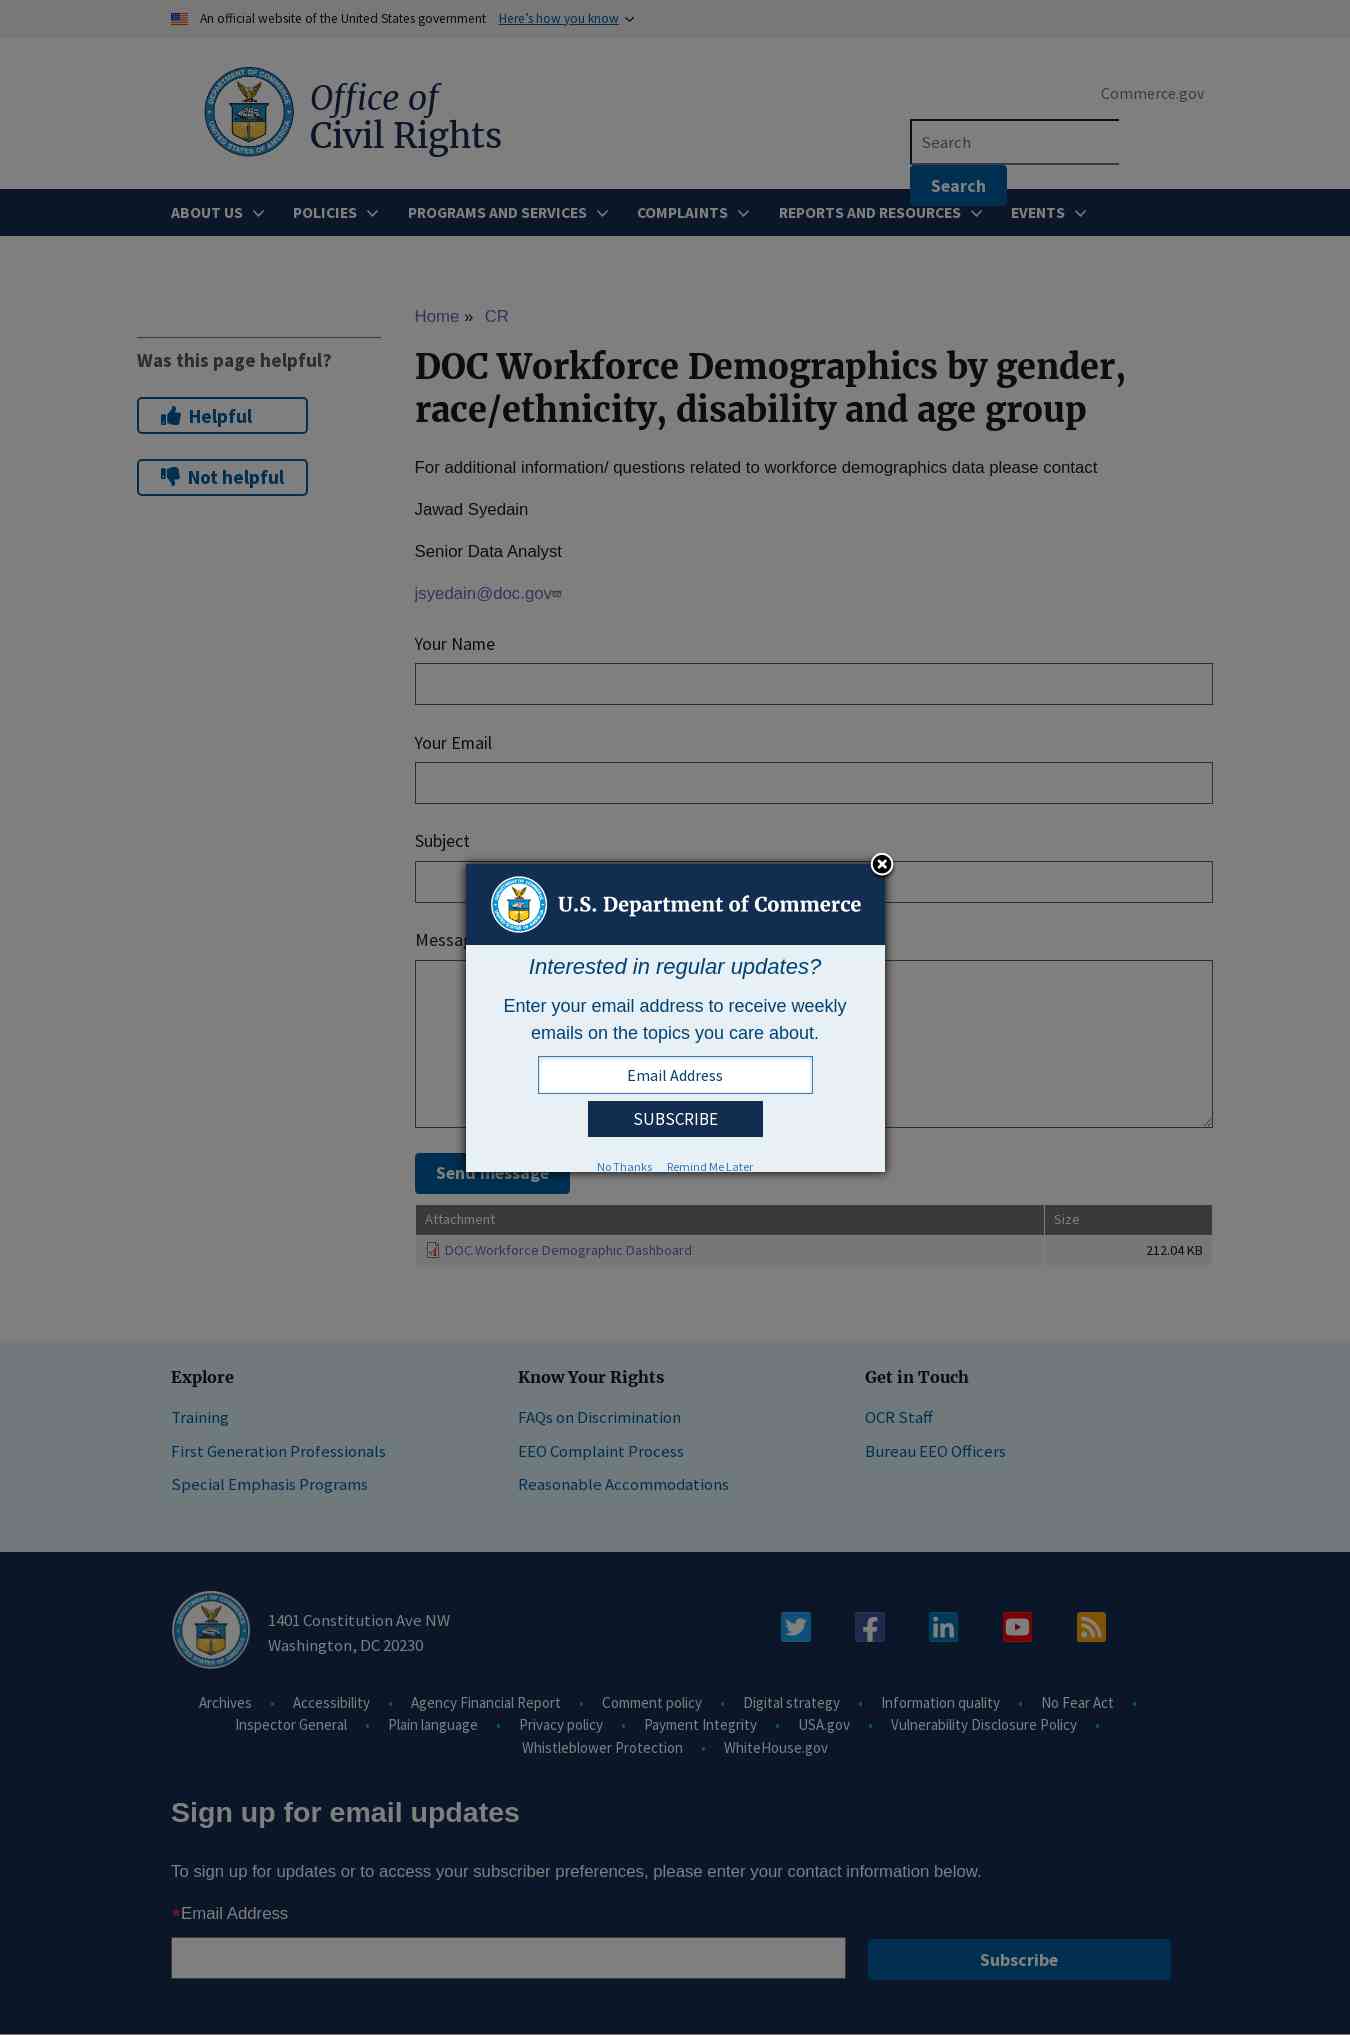 An official website of the United States government Here's how you know
Office of
Civil Rights
Commerce.gov
Search
Search
ABOUT US POLICIES PROGRAMS AND SERVICES COMPLAINTS REPORTS AND RESOURCES EVENTS
Home » CR
Was this page helpful?
Helpful
Not helpful
DOC Workforce Demographics by gender,
race/ethnicity, disability and age group
For additional information/ questions related to workforce demographics data please contact
Jawad Syedain
Senior Data Analyst
jsyedain@doc.gov
Your Name
Your Email
Subject
U.S. Department of Commerce
Interested in regular updates?
Enter your email address to receive weekly
emails on the topics you care about.
Email Address
SUBSCRIBE
No Thanks Remind Me Later
Send message
Attachment Size
DOC Workforce Demographic Dashboard 212.04 KB
Explore
Training
First Generation Professionals
Special Emphasis Programs
Know Your Rights
FAQs on Discrimination
EEO Complaint Process
Reasonable Accommodations
Get in Touch
OCR Staff
Bureau EEO Officers
1401 Constitution Ave NW
Washington, DC 20230
Archives • Accessibility • Agency Financial Report • Comment policy • Digital strategy • Information quality • No Fear Act •
Inspector General • Plain language • Privacy policy • Payment Integrity • USA.gov • Vulnerability Disclosure Policy •
Whistleblower Protection • WhiteHouse.gov
Sign up for email updates
To sign up for updates or to access your subscriber preferences, please enter your contact information below.
*Email Address
Subscribe